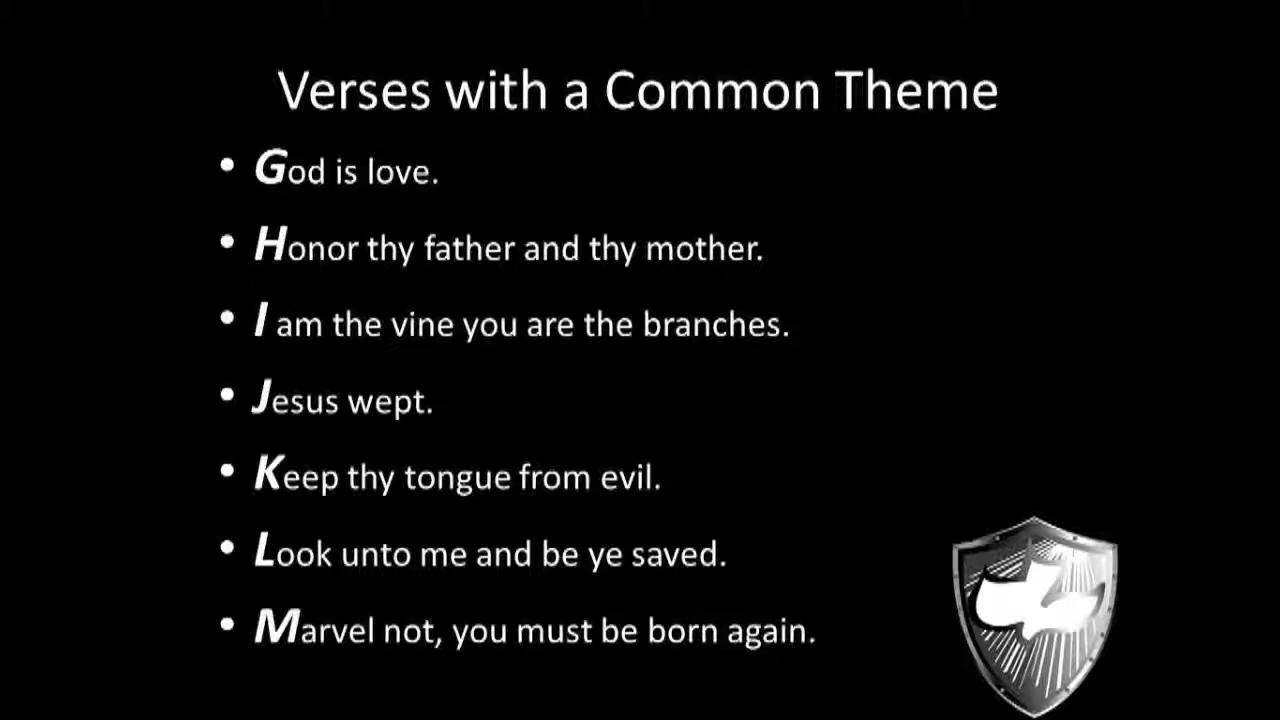 Verses with a Common Theme
• God is love.
• Honor thy father and thy mother.
• I am the vine you are the branches.
• Jesus wept.
• Keep thy tongue from evil.
• Look unto me and be ye saved.
• Marvel not, you must be born again.